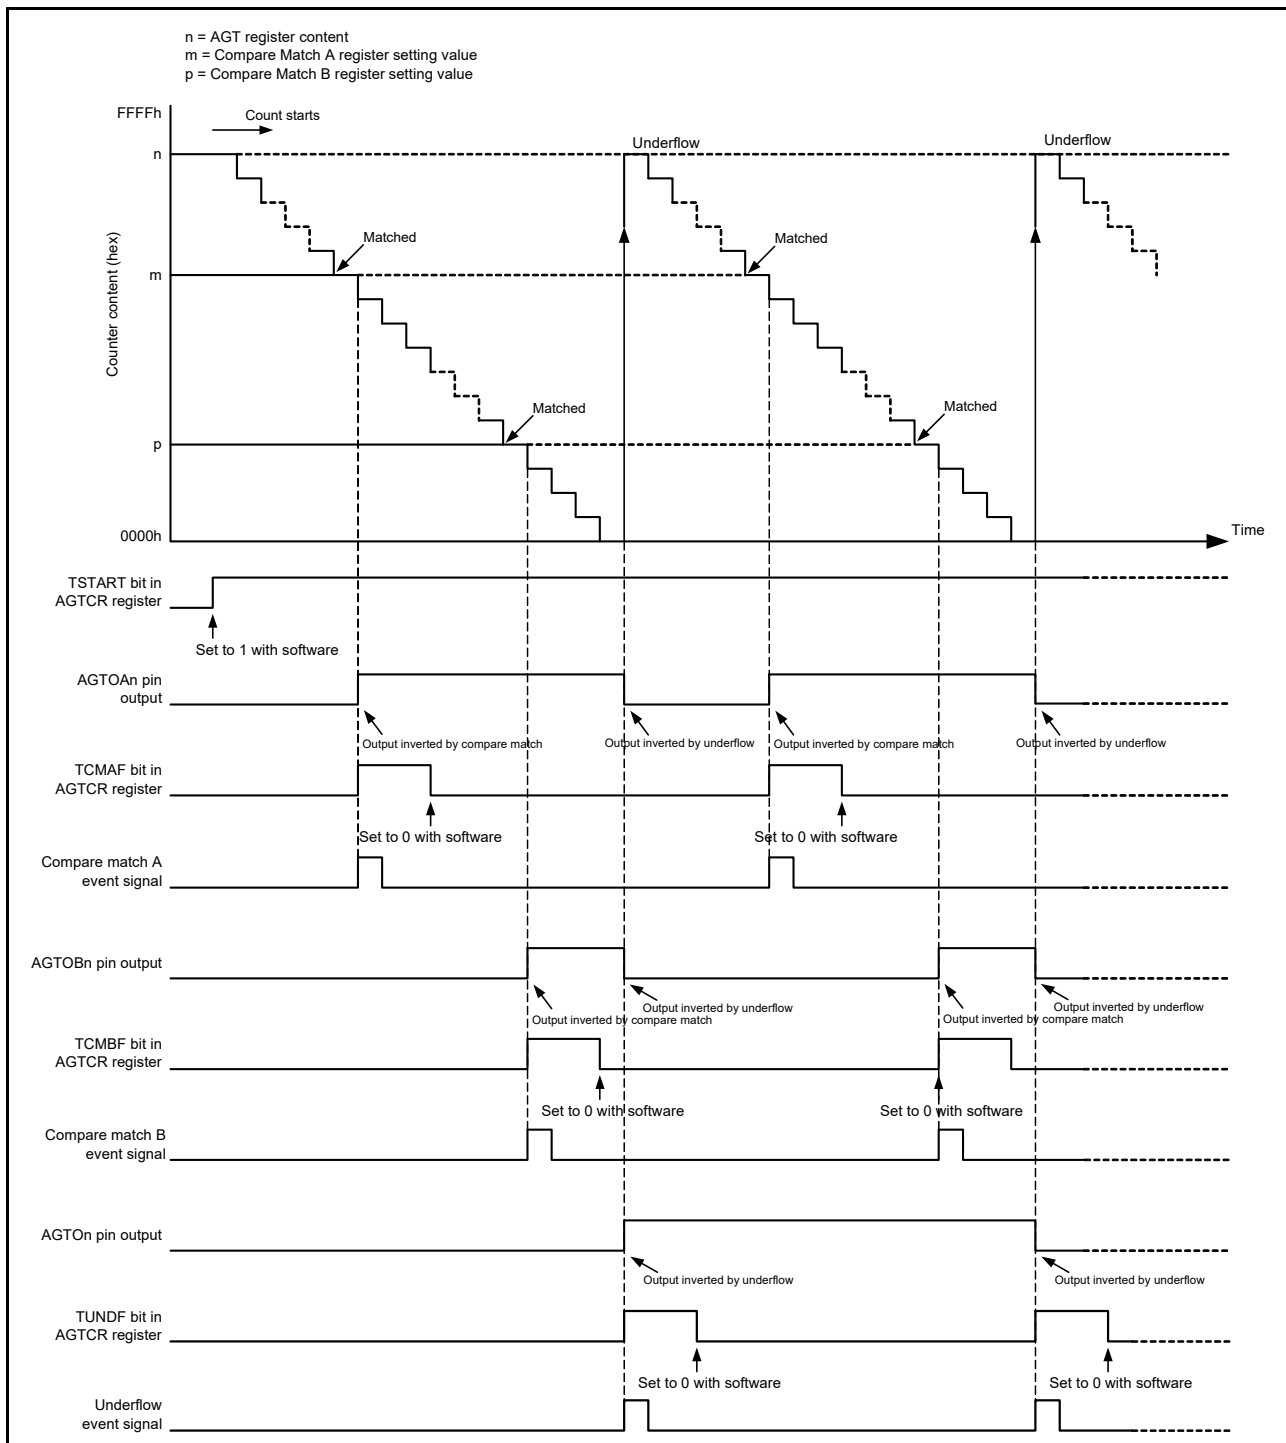 n = AGT register content
m = Compare Match A register setting value
p = Compare Match B register setting value
FFFFh
Count starts
Underflow
Underflow
n
Matched
Matched
Counter content (hex)
m
Matched
Matched
p
0000h
Time
TSTART bit in
AGTCR register
Set to 1 with software
AGTOAn pin
output
Output inverted by compare match
Output inverted by underflow
Output inverted by compare match
Output inverted by underflow
TCMAF bit in
AGTCR register
Set to 0 with software
Set to 0 with software
Compare match A
event signal
AGTOBn pin output
Output inverted by underflow
Output inverted by underflow
Output inverted by compare match
Output inverted by compare match
TCMBF bit in
AGTCR register
Set to 0 with software
Set to 0 with software
Compare match B
event signal
AGTOn pin output
Output inverted by underflow
Output inverted by underflow
TUNDF bit in
AGTCR register
Set to 0 with software
Set to 0 with software
Underflow
event signal